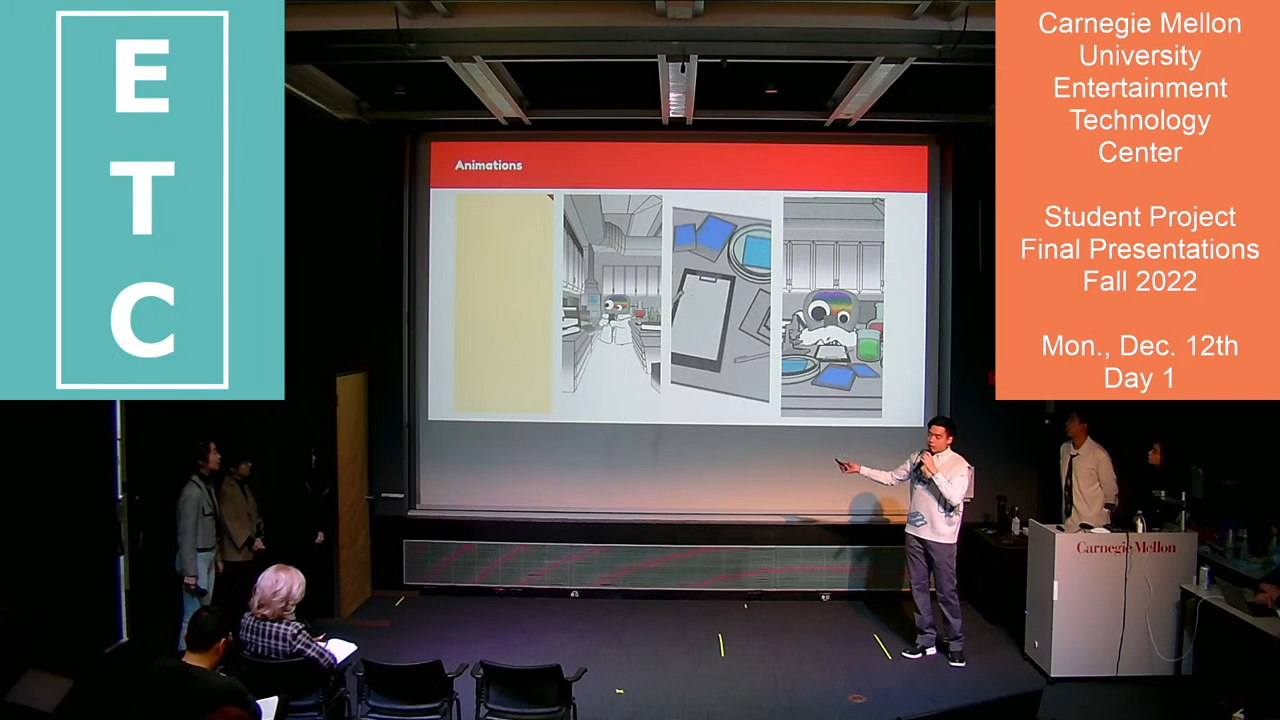 E
T
C
Carnegie Mellon
University
Entertainment
Technology
Center
Student Project
Final Presentations
Fall 2022
Mon., Dec. 12th
Day 1
Animations
Carnegie Mellon